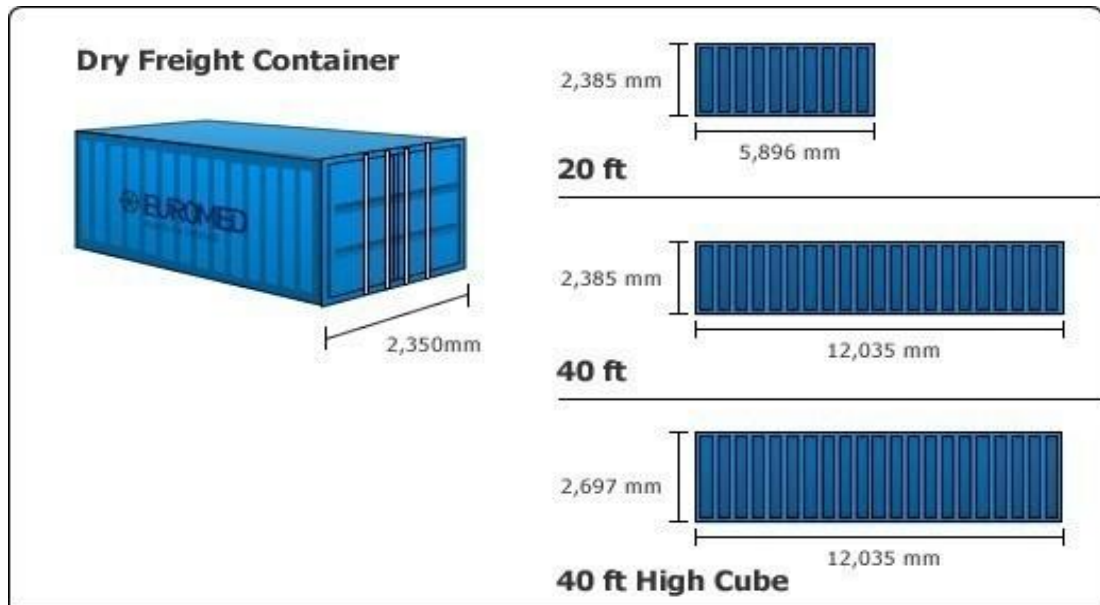 Dry Freight Container
EUROMED
2,350mm
2,385 mm
5,896 mm
20 ft
2,385 mm
12,035 mm
40 ft
2,697 mm
12,035 mm
40 ft High Cube